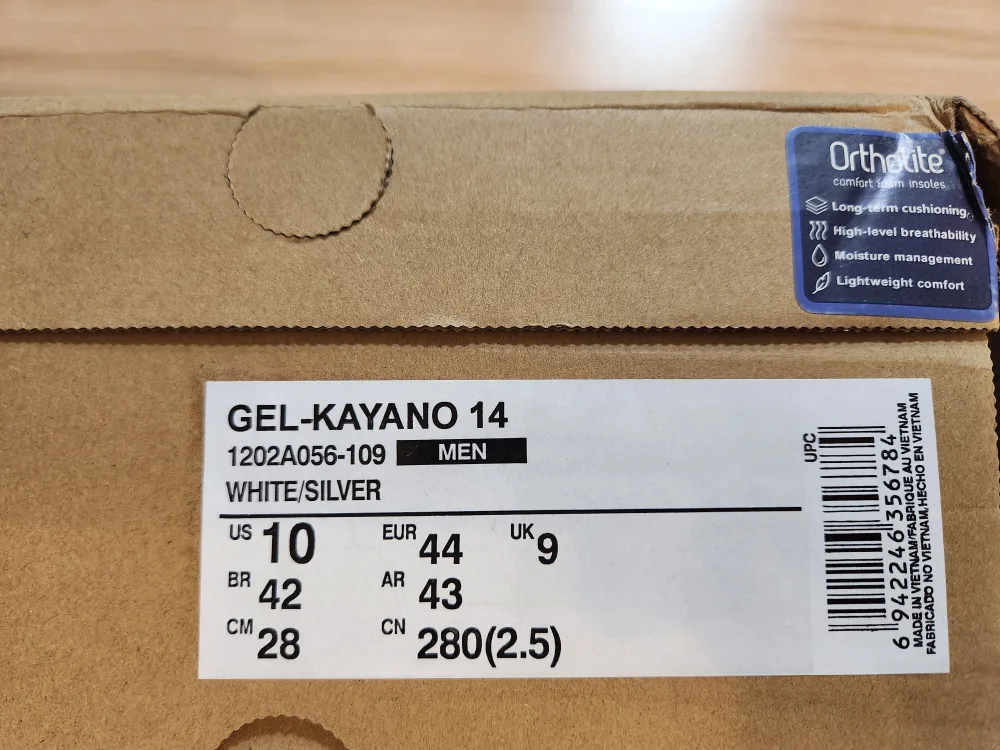 OrthoLite®
comfort foam insoles
Long-term cushioning
High-level breathability
Moisture management
Lightweight comfort
GEL-KAYANO 14
1202A056-109 MEN
WHITE/SILVER
US 10 EUR 44 UK 9
BR 42 AR 43
CM 28 CN 280(2.5)
UPC
6 942246 356784
MADE IN VIETNAM/FABRIQUE AU VIETNAM
FABRICADO NO VIETNAM/HECHO EN VIETNAM